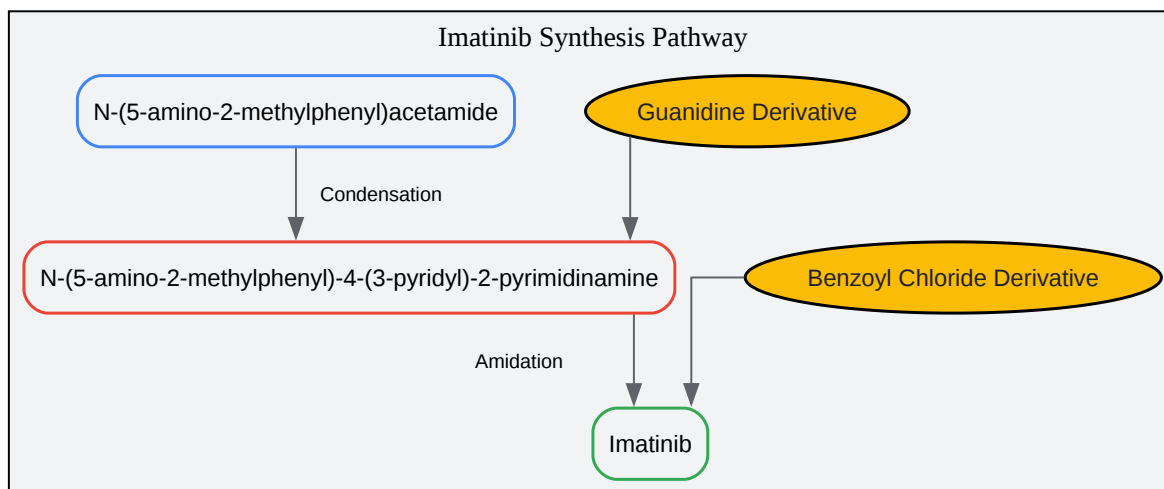 Imatinib Synthesis Pathway
N-(5-amino-2-methylphenyl)acetamide
Guanidine Derivative
Condensation
N-(5-amino-2-methylphenyl)-4-(3-pyridyl)-2-pyrimidinamine
Benzoyl Chloride Derivative
Amidation
Imatinib